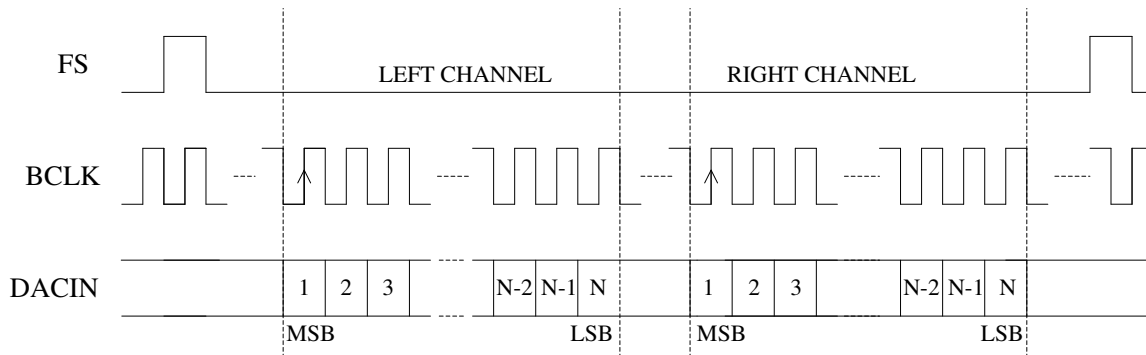 FS
LEFT CHANNEL RIGHT CHANNEL
BCLK
DACIN 1 2 3 N-2 N-1 N 1 2 3 N-2 N-1 N
MSB LSB MSB LSB